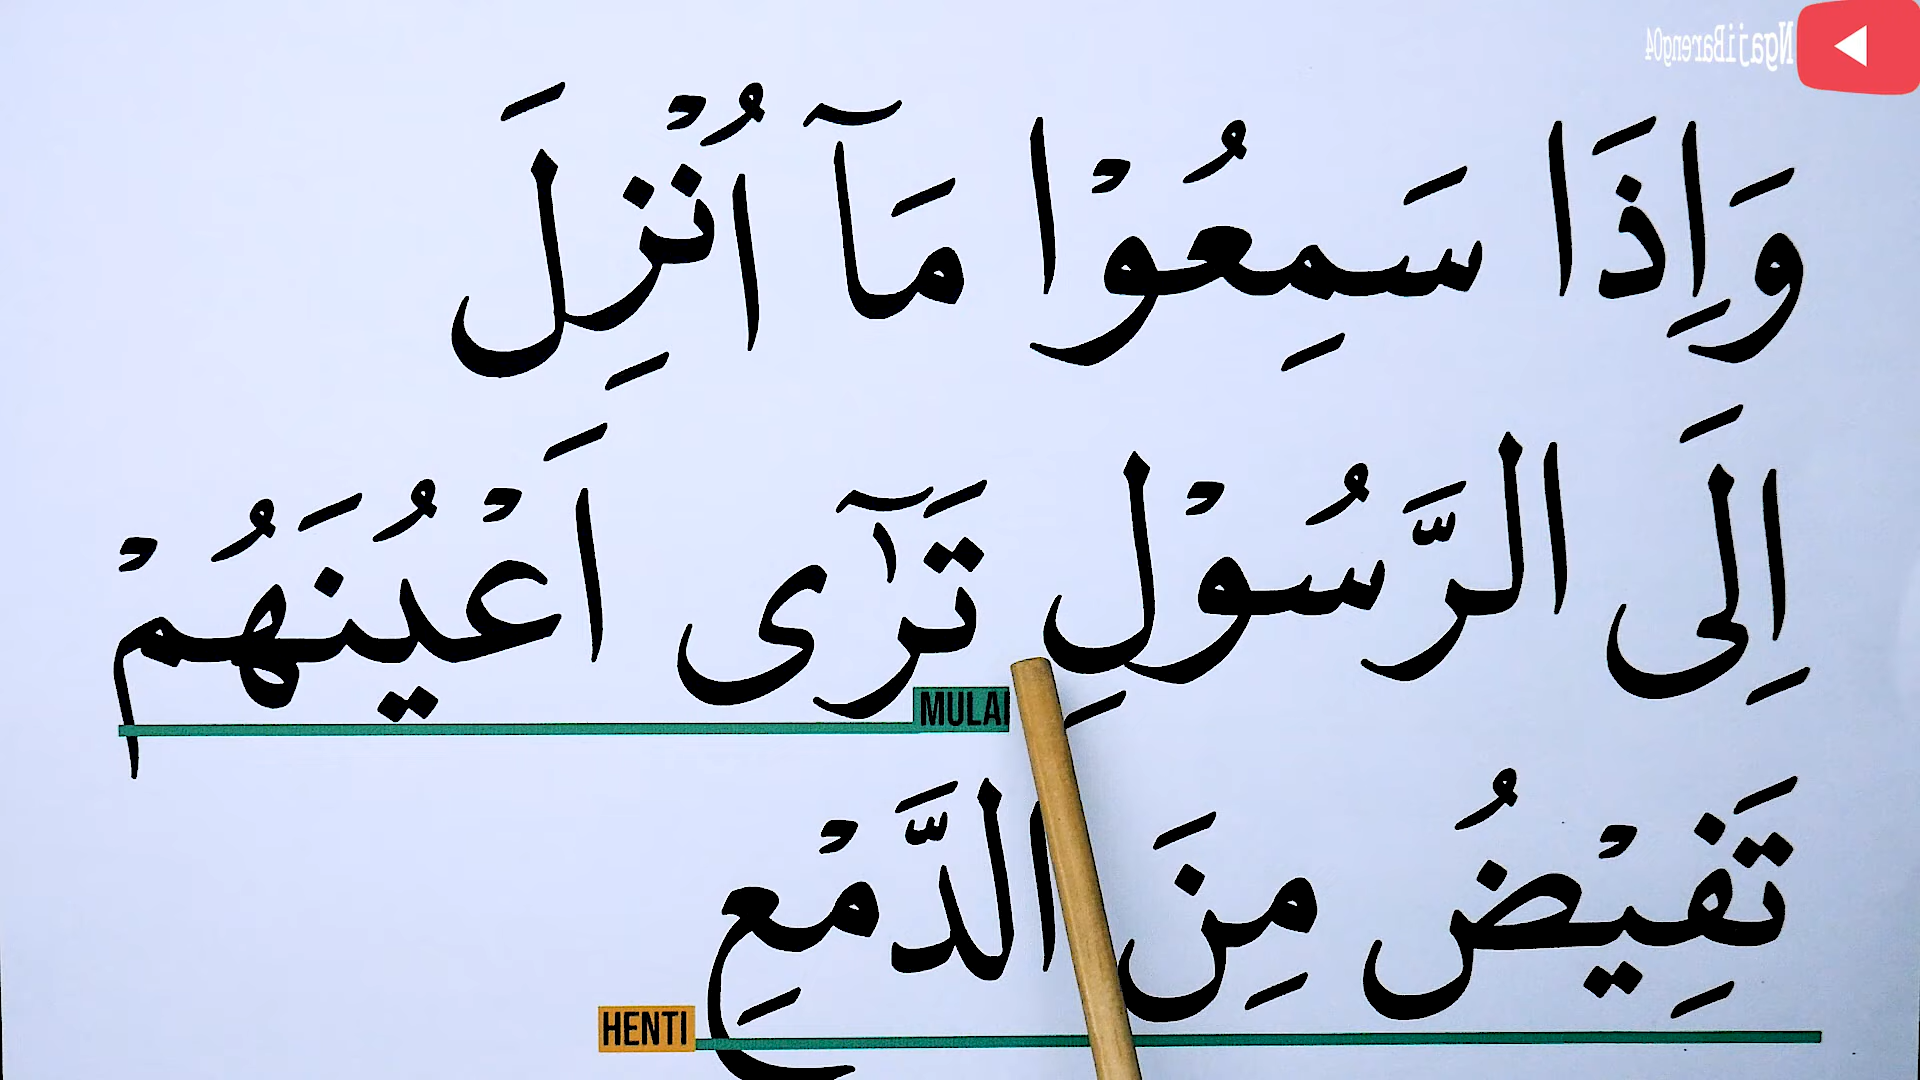 NgajiBareng04
وَاِذَا سَمِعُوْا مَآ اُنْزِلَ
اِلَى الرَّسُوْلِ تَرٰٓى اَعْيُنَهُمْ
MULAI
تَفِيْضُ مِنَ الدَّمْعِ
HENTI